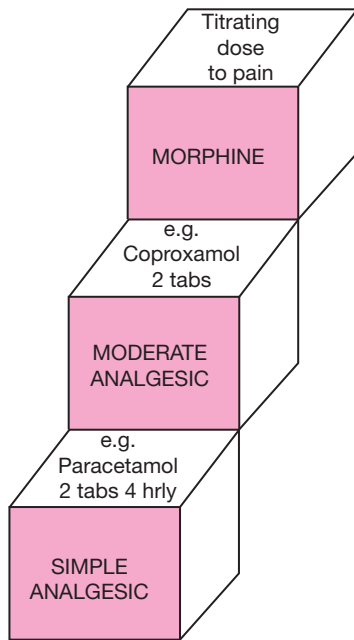 Titrating
dose
to pain
MORPHINE
e.g.
Coproxamol
2 tabs
MODERATE
ANALGESIC
e.g.
Paracetamol
2 tabs 4 hrly
SIMPLE
ANALGESIC